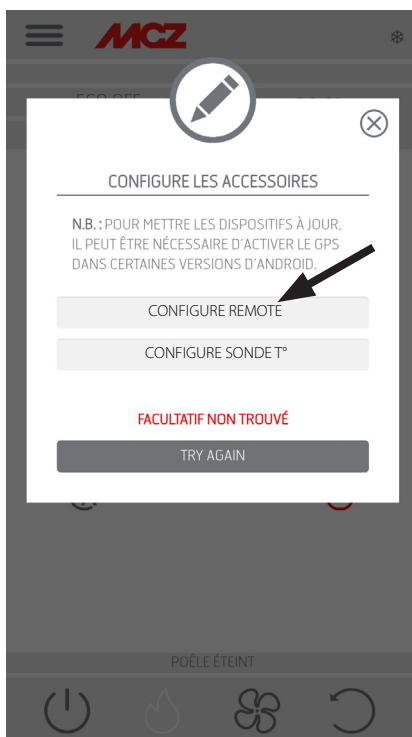 MCZ
CONFIGURE LES ACCESSOIRES
N.B. : POUR METTRE LES DISPOSITIFS À JOUR,
IL PEUT ÊTRE NÉCESSAIRE D'ACTIVER LE GPS
DANS CERTAINES VERSIONS D'ANDROID.
CONFIGURE REMOTE
CONFIGURE SONDE T°
FACULTATIF NON TROUVÉ
TRY AGAIN
POÊLE ÉTEINT